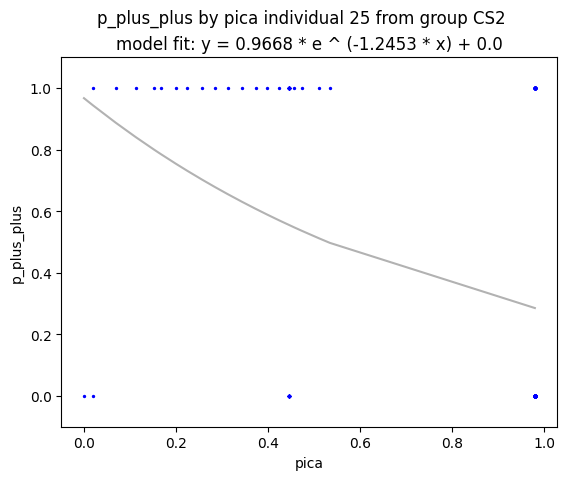 p_plus_plus by pica individual 25 from group CS2
model fit: y = 0.9668 * e ^ (-1.2453 * x) + 0.0
1.0
0.8
0.6
0.4
0.2
0.0
p_plus_plus
0.0 0.2 0.4 0.6 0.8 1.0
pica